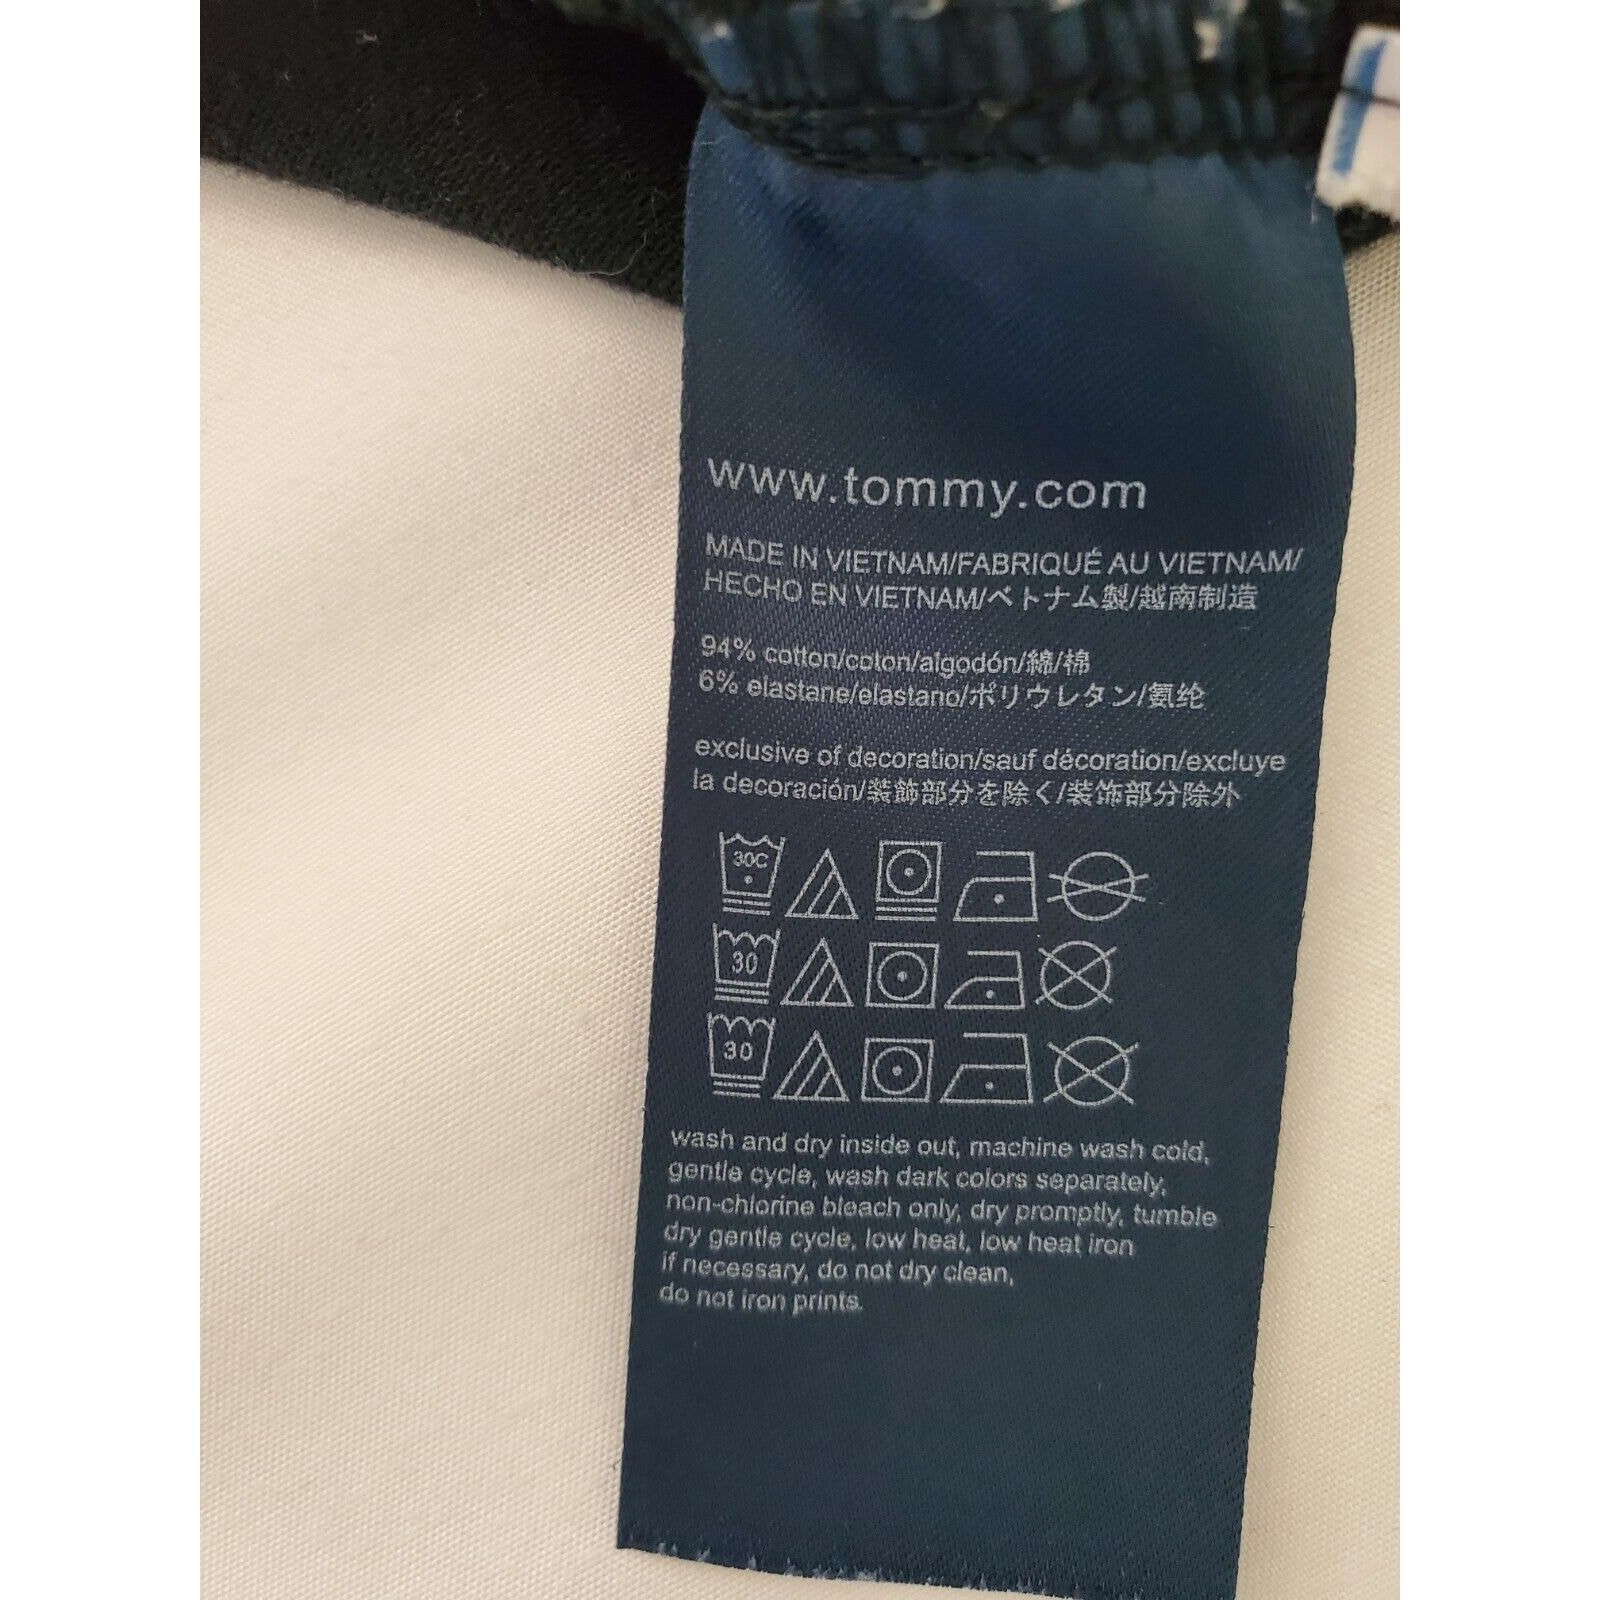 www.tommy.com
MADE IN VIETNAM/FABRIQUÉ AU VIETNAM/
HECHO EN VIETNAM/ベトナム製/越南制造
94% cotton/coton/algodón/綿/棉
6% elastane/elastano/ポリウレタン/氨纶
exclusive of decoration/sauf décoration/excluye
la decoración/装飾部分を除く/装饰部分除外
30C
30
30
wash and dry inside out, machine wash cold,
gentle cycle, wash dark colors separately,
non-chlorine bleach only, dry promptly, tumble
dry gentle cycle, low heat, low heat iron
if necessary, do not dry clean,
do not iron prints.